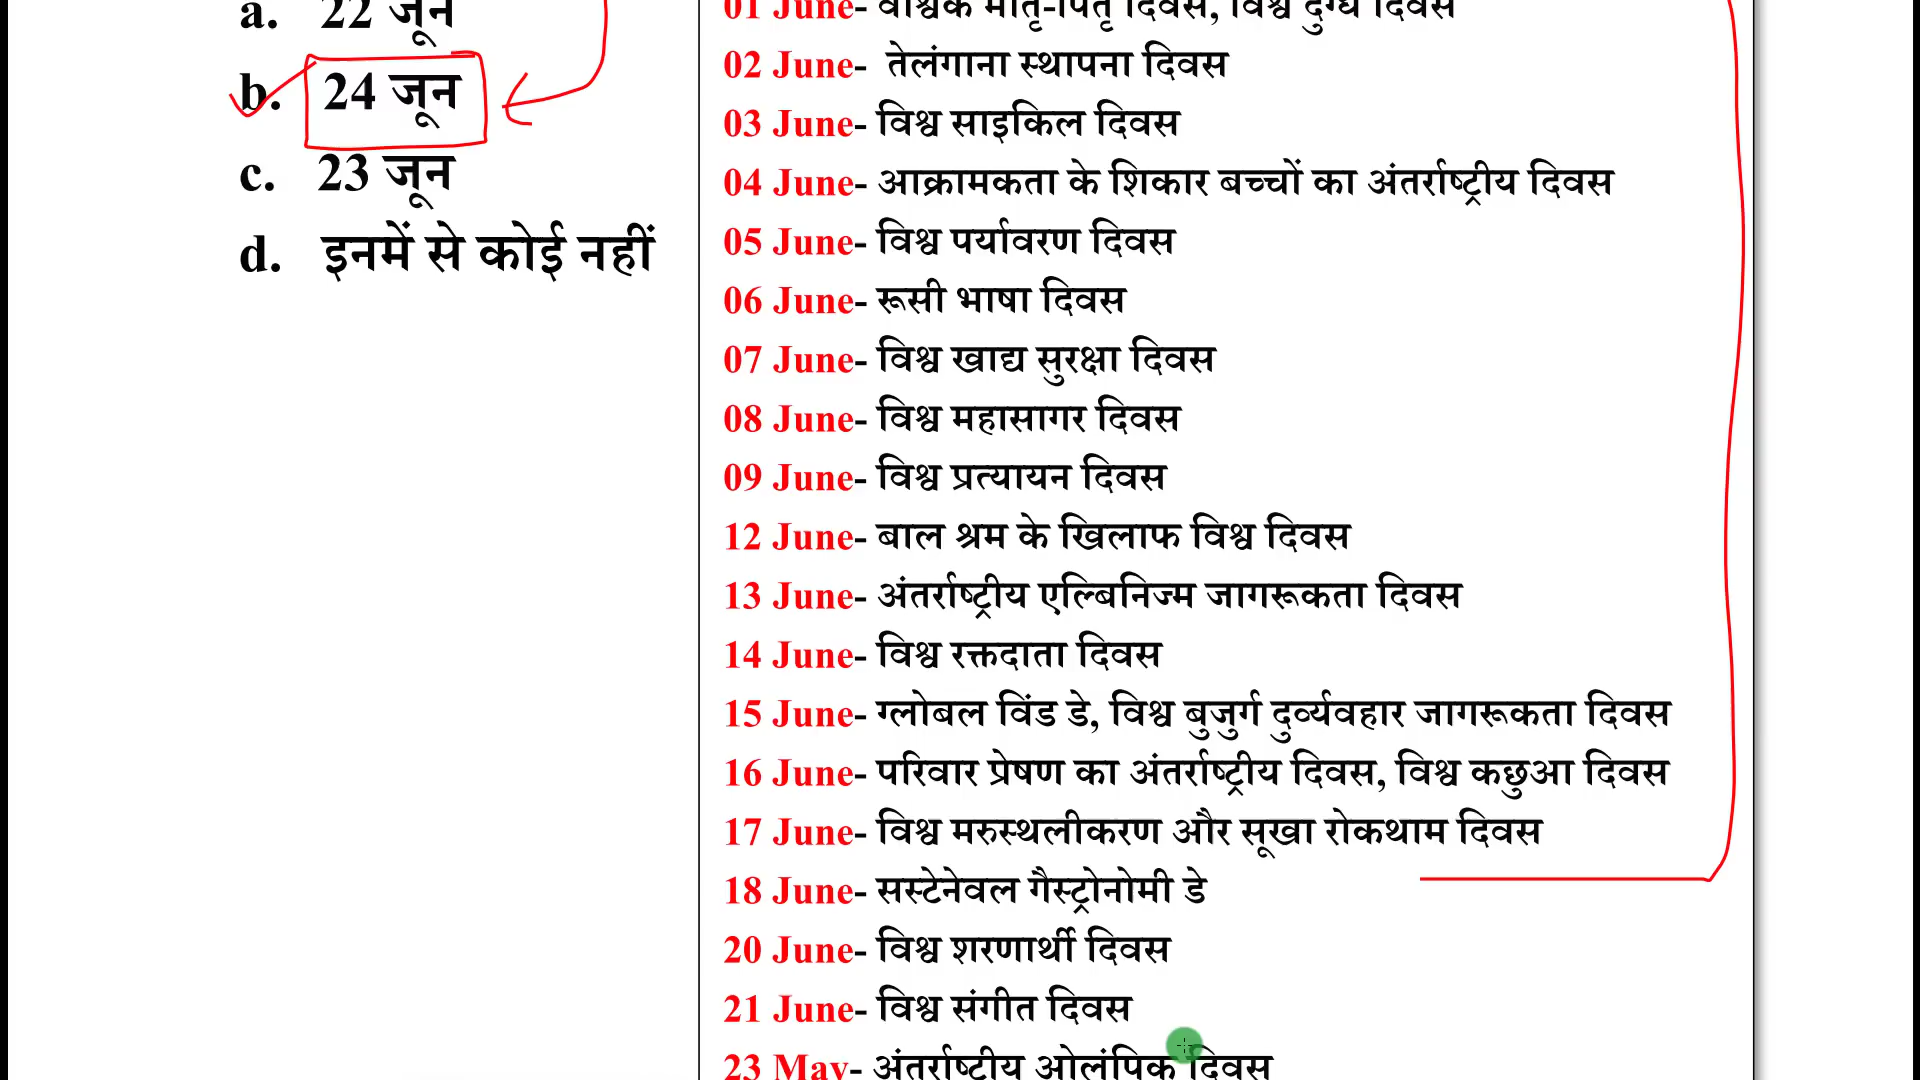 a. 22 जून
b. 24 जून
c. 23 जून
d. इनमें से कोई नहीं
01 June- वैश्विक मातृ-पितृ दिवस, विश्व दुग्ध दिवस
02 June- तेलंगाना स्थापना दिवस
03 June- विश्व साइकिल दिवस
04 June- आक्रामकता के शिकार बच्चों का अंतर्राष्ट्रीय दिवस
05 June- विश्व पर्यावरण दिवस
06 June- रूसी भाषा दिवस
07 June- विश्व खाद्य सुरक्षा दिवस
08 June- विश्व महासागर दिवस
09 June- विश्व प्रत्यायन दिवस
12 June- बाल श्रम के खिलाफ विश्व दिवस
13 June- अंतर्राष्ट्रीय एल्बिनिज्म जागरूकता दिवस
14 June- विश्व रक्तदाता दिवस
15 June- ग्लोबल विंड डे, विश्व बुजुर्ग दुर्व्यवहार जागरूकता दिवस
16 June- परिवार प्रेषण का अंतर्राष्ट्रीय दिवस, विश्व कछुआ दिवस
17 June- विश्व मरुस्थलीकरण और सूखा रोकथाम दिवस
18 June- सस्टेनेवल गैस्ट्रोनोमी डे
20 June- विश्व शरणार्थी दिवस
21 June- विश्व संगीत दिवस
23 May- अंतर्राष्ट्रीय ओलंपिक दिवस